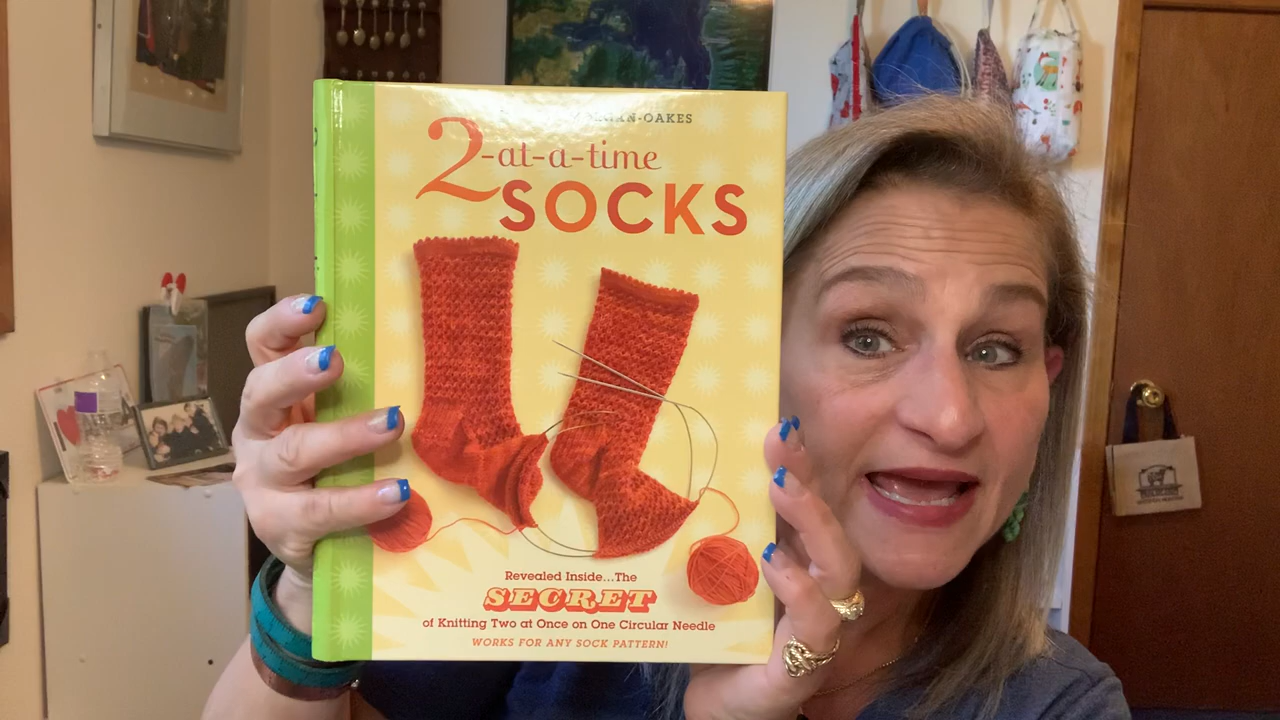 -OAKES
2-at-a-time
SOCKS
Revealed Inside...The
SECRET
of Knitting Two at Once on One Circular Needle
WORKS FOR ANY SOCK PATTERN!